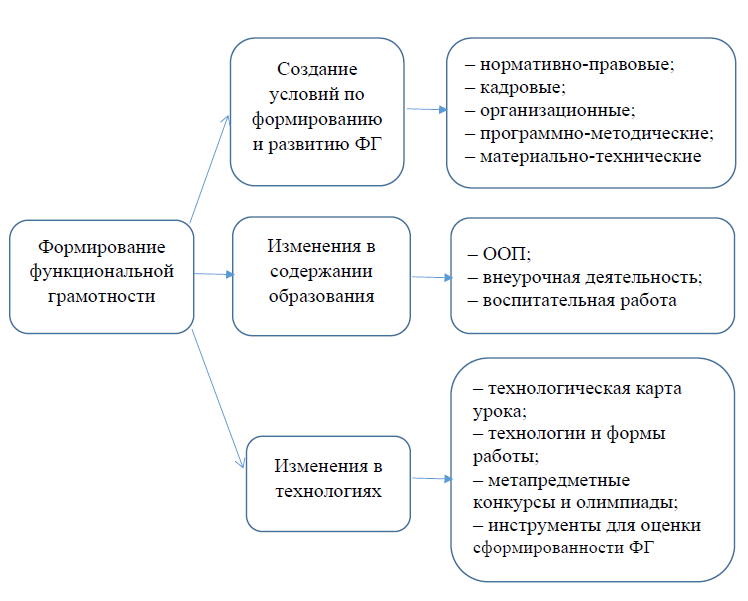 Создание
условий по
формированию
и развитию ФГ
– нормативно-правовые;
– кадровые;
– организационные;
– программно-методические;
– материально-технические
Формирование
функциональной
грамотности
Изменения в
содержании
образования
– ООП;
– внеурочная деятельность;
– воспитательная работа
Изменения в
технологиях
– технологическая карта
урока;
– технологии и формы
работы;
– метапредметные
конкурсы и олимпиады;
– инструменты для оценки
сформированности ФГ